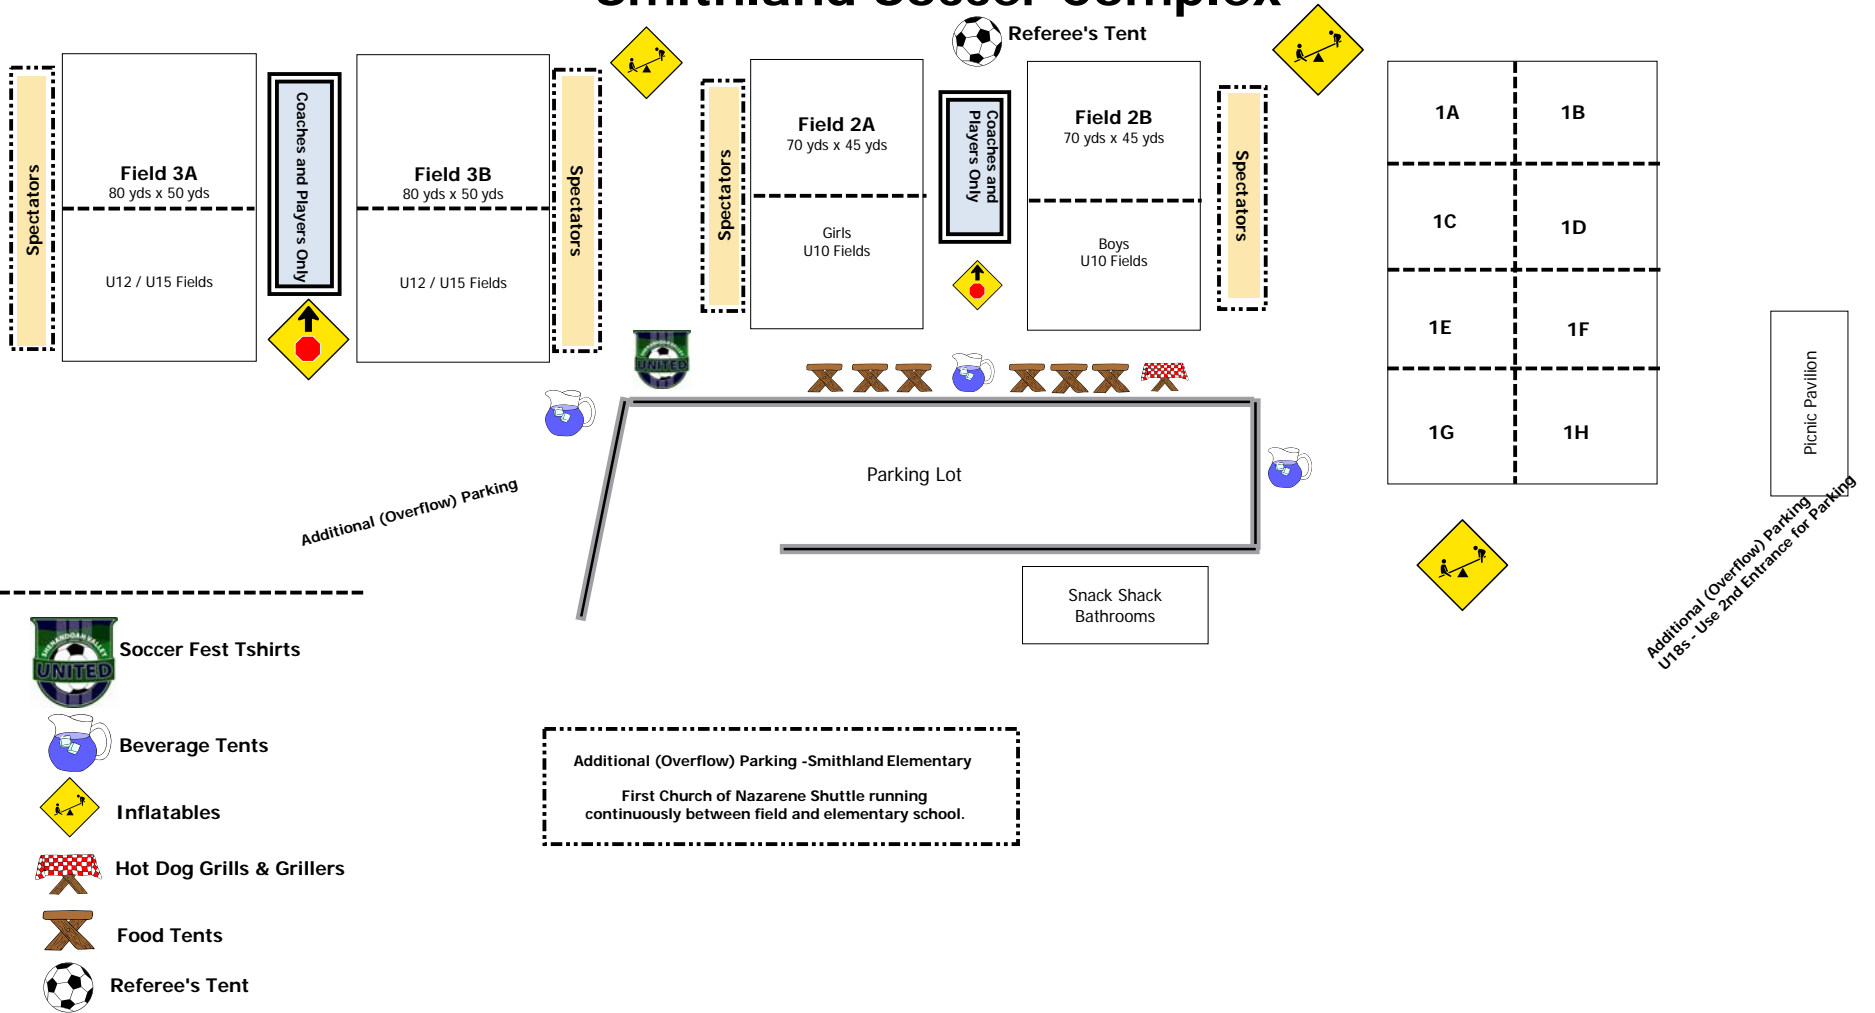 Smithland Soccer Complex
Referee's Tent
Spectators
Field 3A
80 yds x 50 yds
U12 / U15 Fields
Coaches and Players Only
Field 3B
80 yds x 50 yds
U12 / U15 Fields
Spectators
Spectators
Field 2A
70 yds x 45 yds
Girls
U10 Fields
Coaches and
Players Only
Field 2B
70 yds x 45 yds
Boys
U10 Fields
Spectators
1A
1B
1C
1D
1E
1F
1G
1H
Picnic Pavilion
UNITED
Parking Lot
Additional (Overflow) Parking
Additional (Overflow) Parking
U18s - Use 2nd Entrance for Parking
Snack Shack
Bathrooms
SHENANDOAH VALLEY
UNITED
Soccer Fest Tshirts
Beverage Tents
Inflatables
Hot Dog Grills & Grillers
Food Tents
Referee's Tent
Additional (Overflow) Parking -Smithland Elementary
First Church of Nazarene Shuttle running
continuously between field and elementary school.